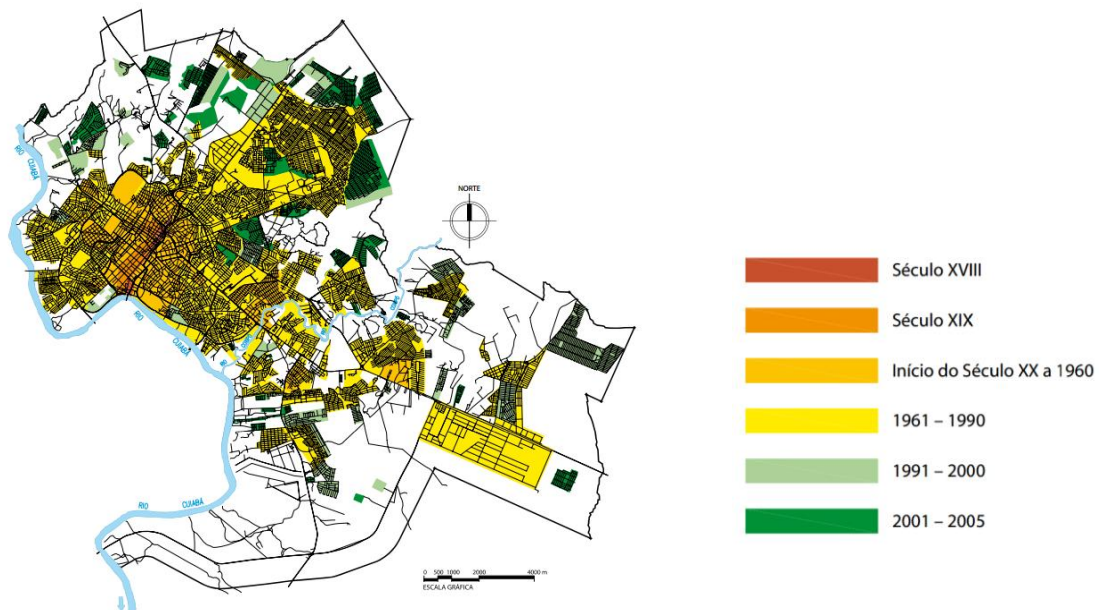 RIO
CUIABÁ
NORTE
RIO
CUIABÁ
RIO
CUIABÁ
0 500 1000 2000 4000 m.
ESCALA GRÁFICA
Século XVIII
Século XIX
Início do Século XX a 1960
1961 – 1990
1991 – 2000
2001 – 2005